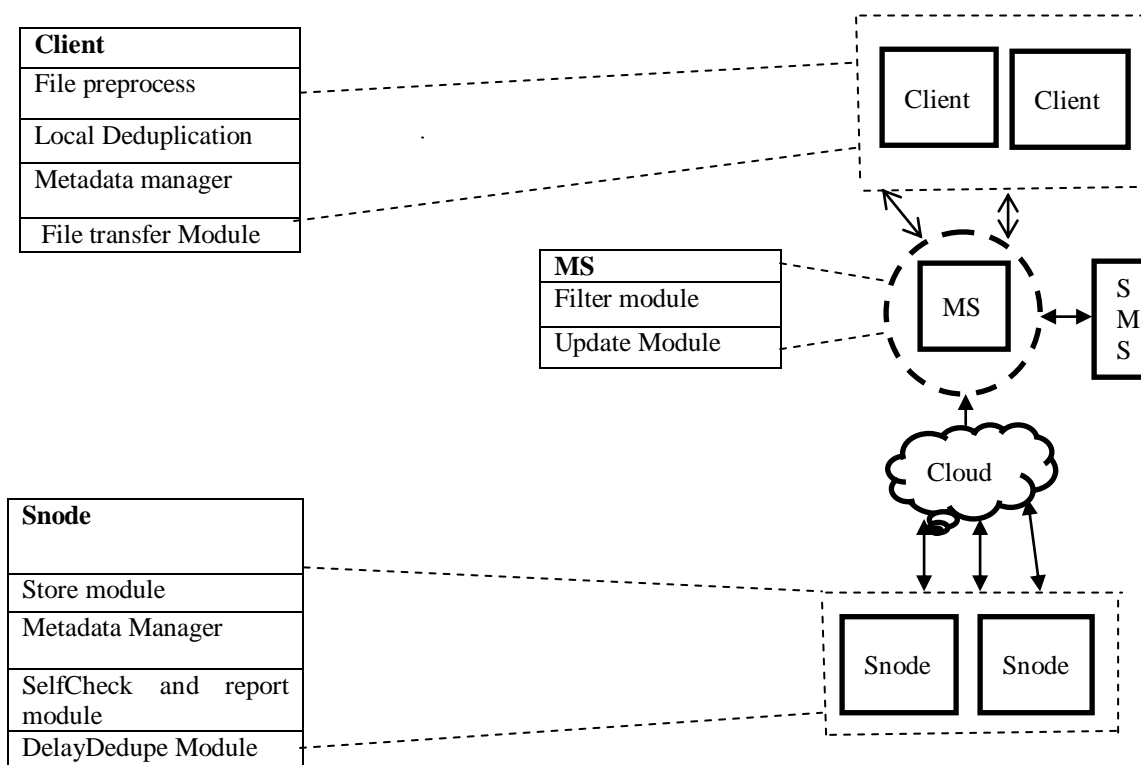 Client
File preprocess
Local Deduplication
Metadata manager
File transfer Module
Client
Client
MS
Filter module
Update Module
MS
S
M
S
Cloud
Snode
Store module
Metadata Manager
SelfCheck and report
module
DelayDedupe Module
Snode
Snode